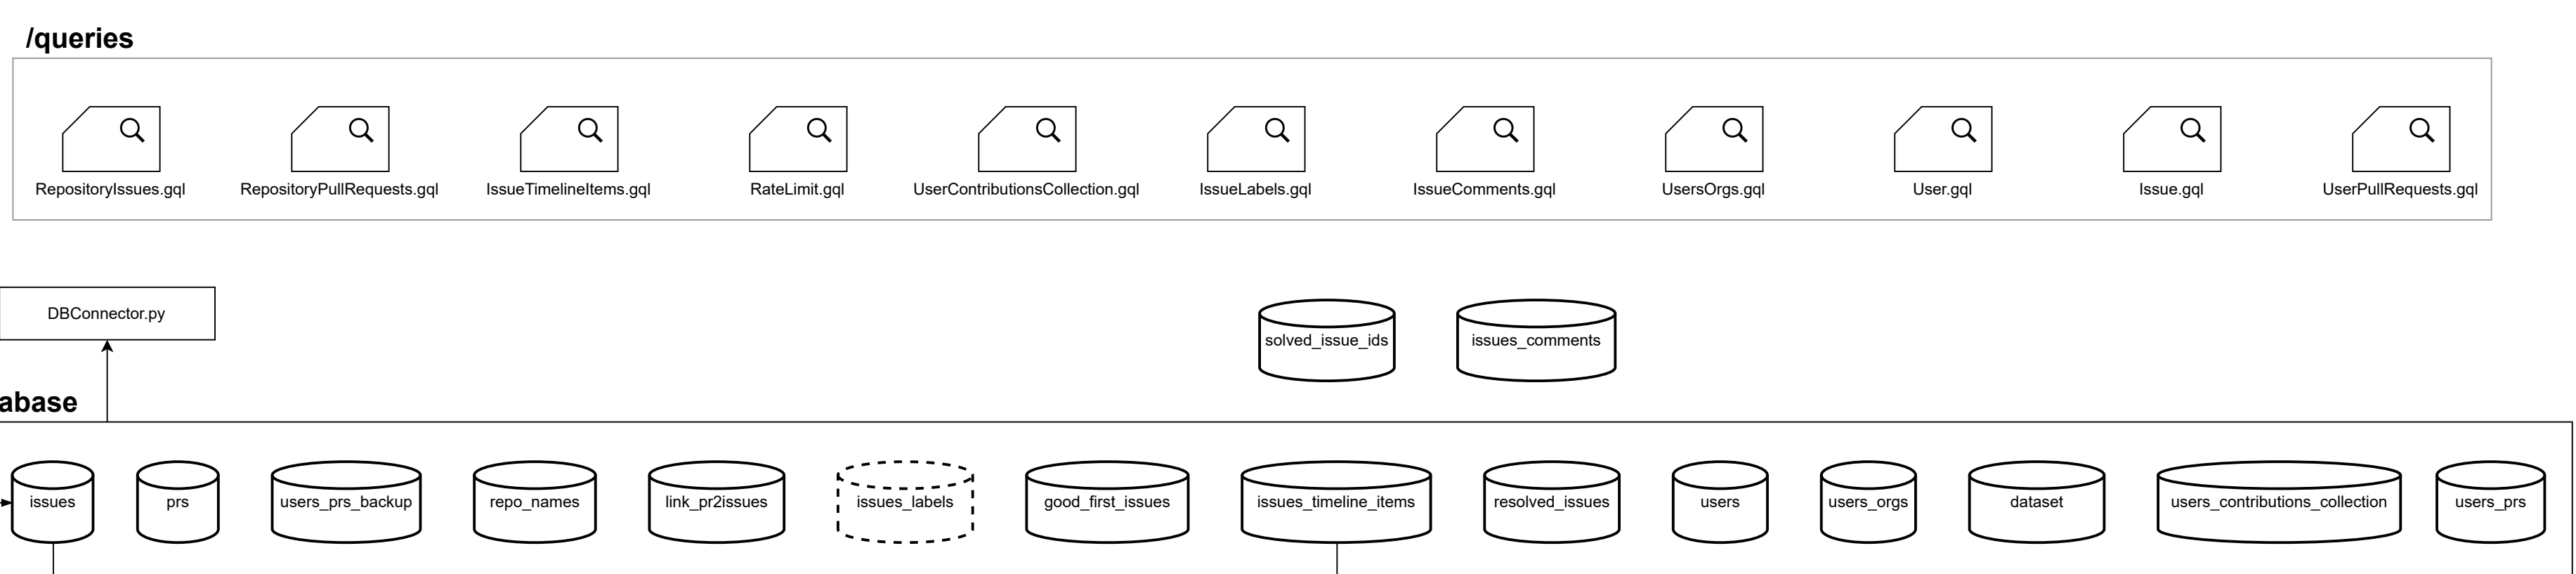 /queries
RepositoryIssues.gql
RepositoryPullRequests.gql
IssueTimelineItems.gql
RateLimit.gql
UserContributionsCollection.gql
IssueLabels.gql
IssueComments.gql
UsersOrgs.gql
User.gql
Issue.gql
UserPullRequests.gql
DBConnector.py
solved_issue_ids
issues_comments
abase
issues
prs
users_prs_backup
repo_names
link_pr2issues
issues_labels
good_first_issues
issues_timeline_items
resolved_issues
users
users_orgs
dataset
users_contributions_collection
users_prs